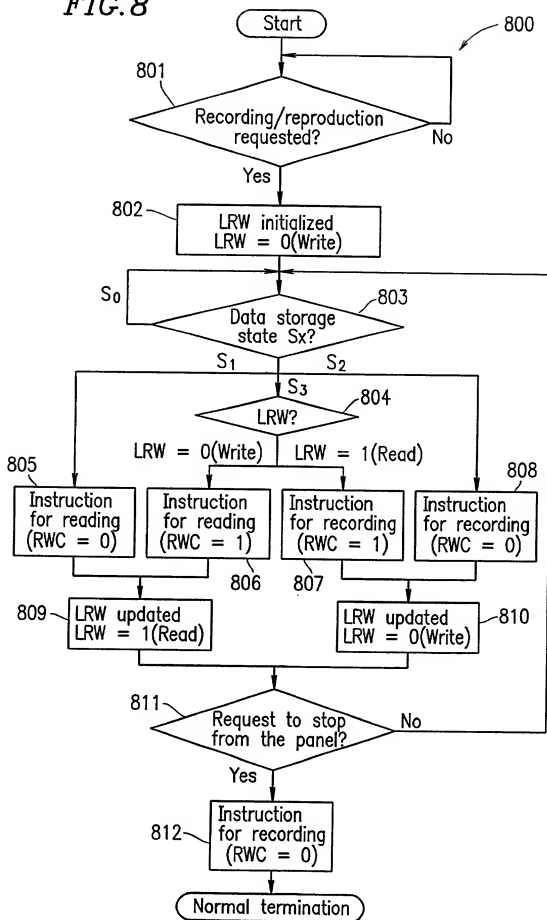 FIG. 8
Start
800
801
Recording/reproduction
requested?
No
Yes
802
LRW initialized
LRW = 0(Write)
S0
803
Data storage
state Sx?
S1
S2
S3
804
LRW?
LRW = 0(Write)
LRW = 1(Read)
805
808
Instruction
for reading
(RWC = 0)
Instruction
for reading
(RWC = 1)
Instruction
for recording
(RWC = 1)
Instruction
for recording
(RWC = 0)
806
807
809
LRW updated
LRW = 1(Read)
LRW updated
LRW = 0(Write)
810
811
Request to stop
from the panel?
No
Yes
812
Instruction
for recording
(RWC = 0)
Normal termination